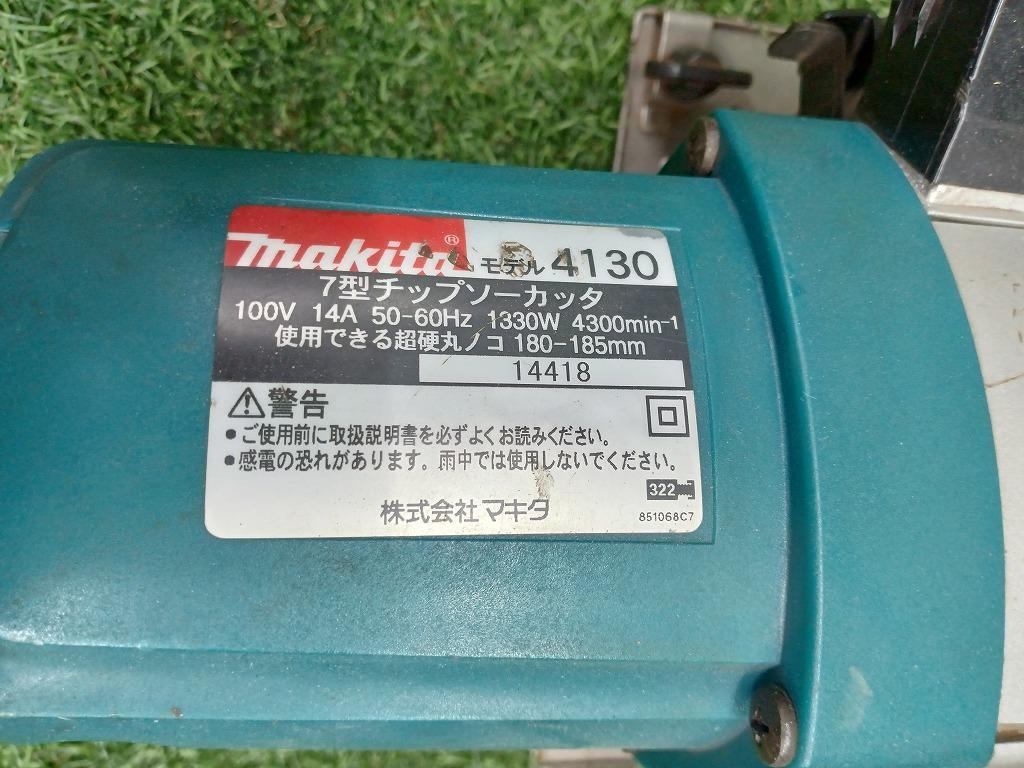 makita® モデル 4130
7型チップソーカッタ
100V 14A 50-60Hz 1330W 4300min-1
使用できる超硬丸ノコ 180-185mm
14418
⚠警告
●ご使用前に取扱説明書を必ずよくお読みください。
●感電の恐れがあります。雨中では使用しないでください。
322
株式会社マキタ
851068C7